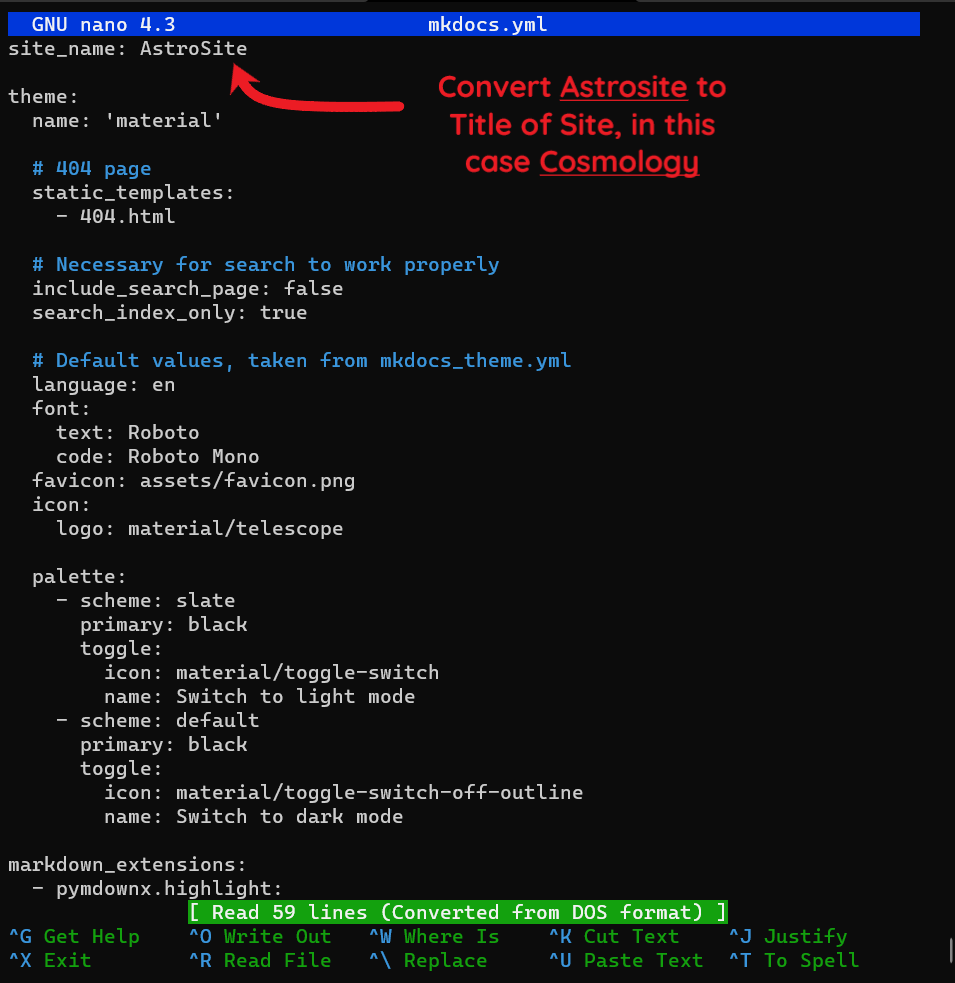 GNU nano 4.3 mkdocs.yml
site_name: AstroSite
Convert Astrosite to
Title of Site, in this
case Cosmology
theme:
  name: 'material'
  # 404 page
  static_templates:
    - 404.html
  # Necessary for search to work properly
  include_search_page: false
  search_index_only: true
  # Default values, taken from mkdocs_theme.yml
  language: en
  font:
    text: Roboto
    code: Roboto Mono
  favicon: assets/favicon.png
  icon:
    logo: material/telescope
  palette:
    - scheme: slate
      primary: black
      toggle:
        icon: material/toggle-switch
        name: Switch to light mode
    - scheme: default
      primary: black
      toggle:
        icon: material/toggle-switch-off-outline
        name: Switch to dark mode
markdown_extensions:
  - pymdownx.highlight:
[ Read 59 lines (Converted from DOS format) ]
^G Get Help ^O Write Out ^W Where Is ^K Cut Text ^J Justify
^X Exit ^R Read File ^\ Replace ^U Paste Text ^T To Spell